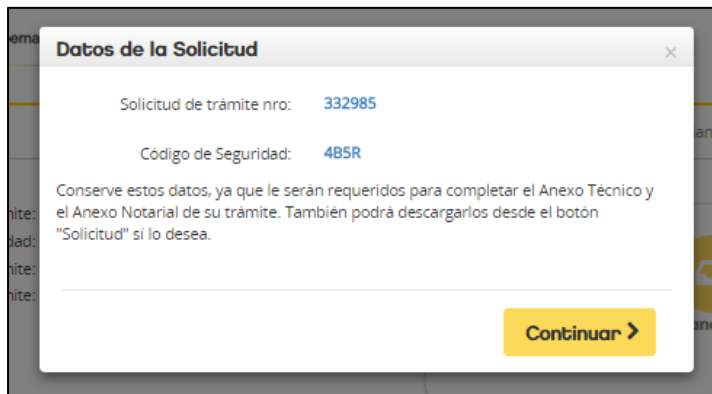 Datos de la Solicitud ×
Solicitud de trámite nro: 332985
Código de Seguridad: 4B5R
Conserve estos datos, ya que le serán requeridos para completar el Anexo Técnico y
el Anexo Notarial de su trámite. También podrá descargarlos desde el botón
"Solicitud" si lo desea.
Continuar